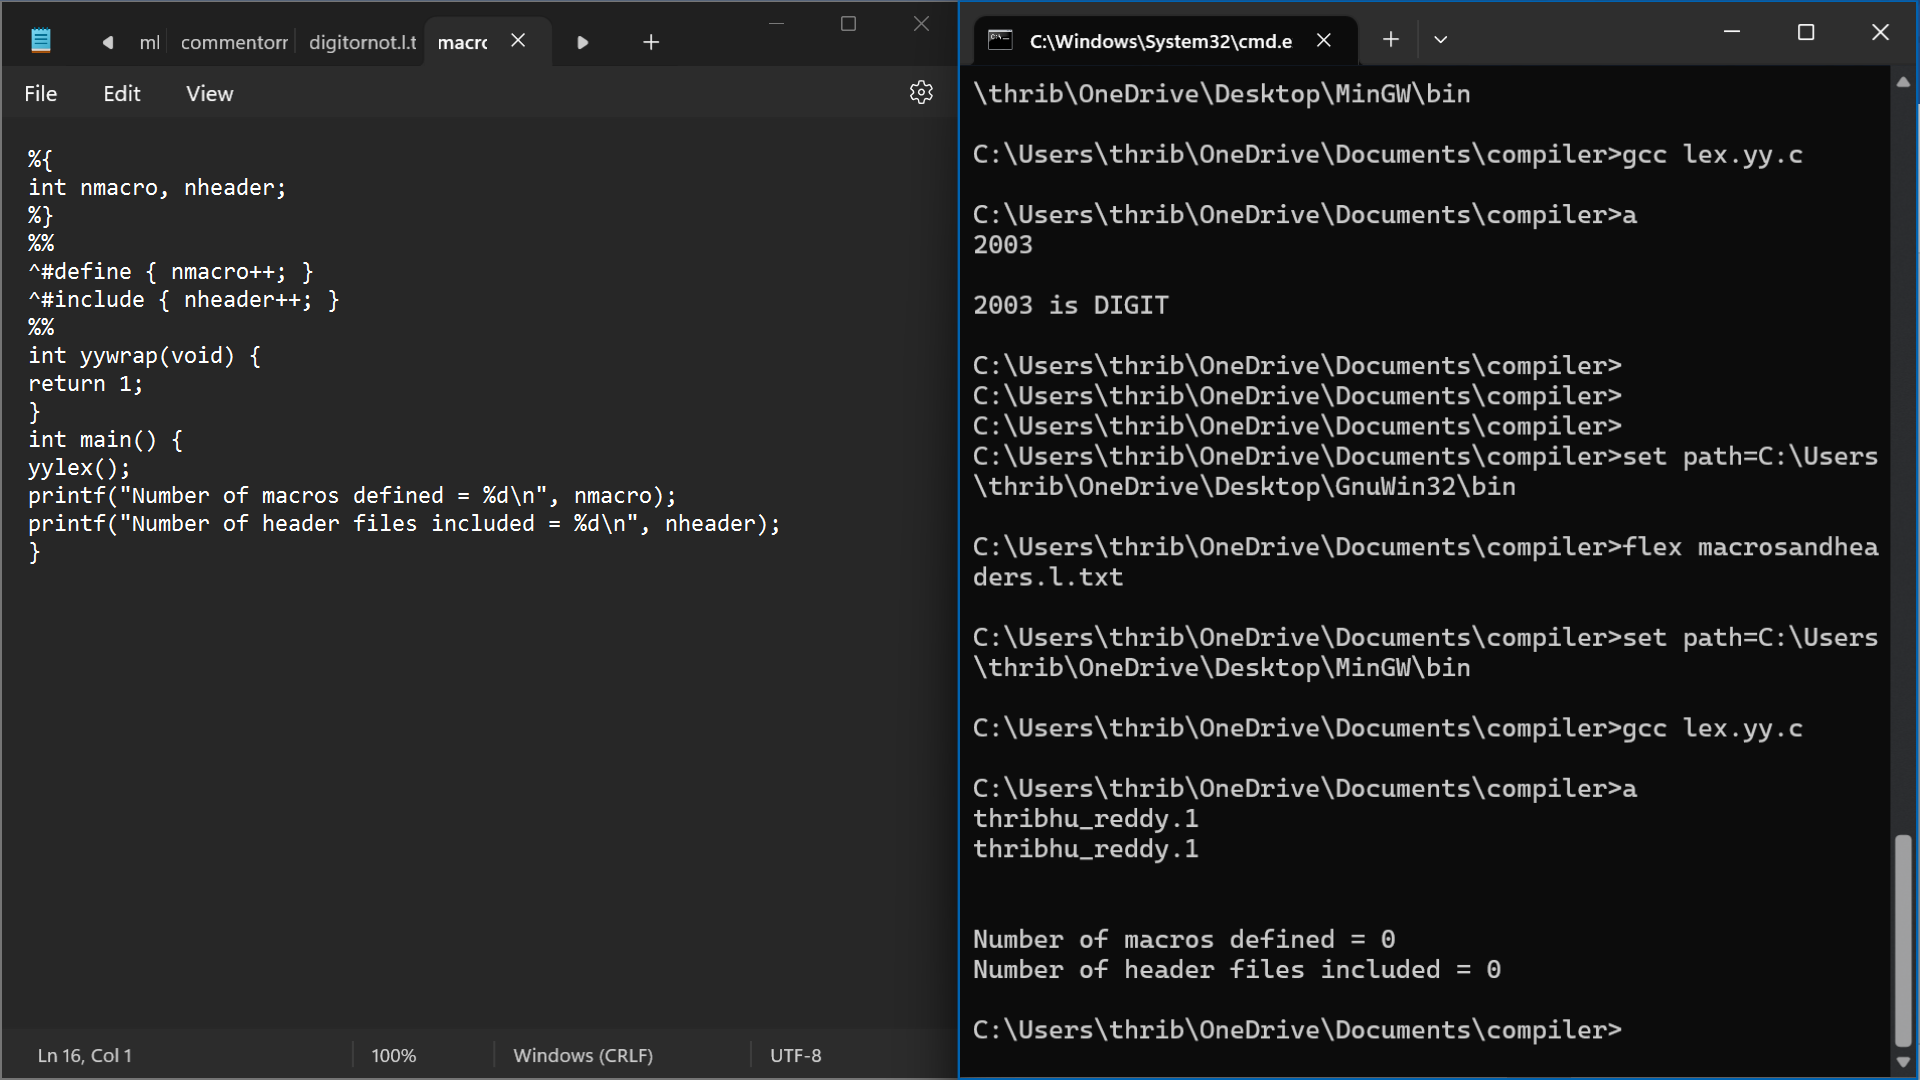 ml commentorr digitornot.l.t macro
File Edit View
%{
int nmacro, nheader;
%}
%%
^#define { nmacro++; }
^#include { nheader++; }
%%
int yywrap(void) {
return 1;
}
int main() {
yylex();
printf("Number of macros defined = %d\n", nmacro);
printf("Number of header files included = %d\n", nheader);
}
Ln 16, Col 1 100% Windows (CRLF) UTF-8
C:\Windows\System32\cmd.e
\thrib\OneDrive\Desktop\MinGW\bin
C:\Users\thrib\OneDrive\Documents\compiler>gcc lex.yy.c
C:\Users\thrib\OneDrive\Documents\compiler>a
2003
2003 is DIGIT
C:\Users\thrib\OneDrive\Documents\compiler>
C:\Users\thrib\OneDrive\Documents\compiler>
C:\Users\thrib\OneDrive\Documents\compiler>
C:\Users\thrib\OneDrive\Documents\compiler>set path=C:\Users
\thrib\OneDrive\Desktop\GnuWin32\bin
C:\Users\thrib\OneDrive\Documents\compiler>flex macrosandhea
ders.l.txt
C:\Users\thrib\OneDrive\Documents\compiler>set path=C:\Users
\thrib\OneDrive\Desktop\MinGW\bin
C:\Users\thrib\OneDrive\Documents\compiler>gcc lex.yy.c
C:\Users\thrib\OneDrive\Documents\compiler>a
thribhu_reddy.1
thribhu_reddy.1
Number of macros defined = 0
Number of header files included = 0
C:\Users\thrib\OneDrive\Documents\compiler>